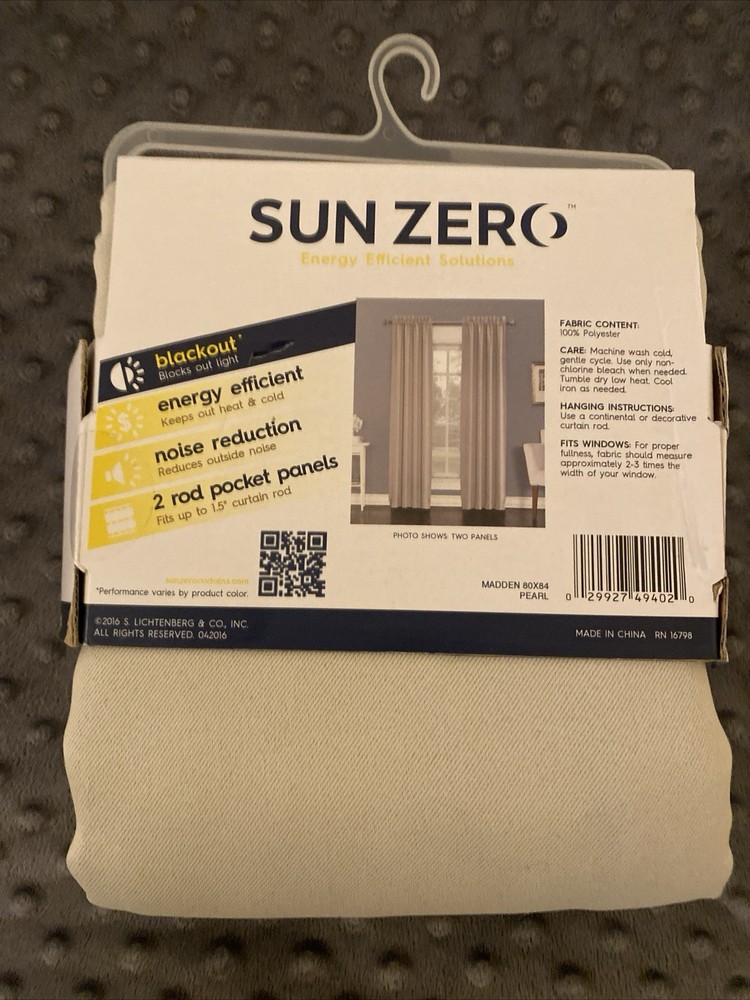 SUN ZERO™
Energy Efficient Solutions
blackout*
Blocks out light
energy efficient
Keeps out heat & cold
noise reduction
Reduces outside noise
2 rod pocket panels
Fits up to 1.5" curtain rod
PHOTO SHOWS: TWO PANELS
FABRIC CONTENT:
100% Polyester
CARE: Machine wash cold,
gentle cycle. Use only non-
chlorine bleach when needed.
Tumble dry low heat. Cool
iron as needed.
HANGING INSTRUCTIONS:
Use a continental or decorative
curtain rod.
FITS WINDOWS: For proper
fullness, fabric should measure
approximately 2-3 times the
width of your window.
*Performance varies by product color.
MADDEN 80X84
PEARL
0 29927 49402 0
©2016 S. LICHTENBERG & CO., INC.
ALL RIGHTS RESERVED. 042016
MADE IN CHINA RN 16798